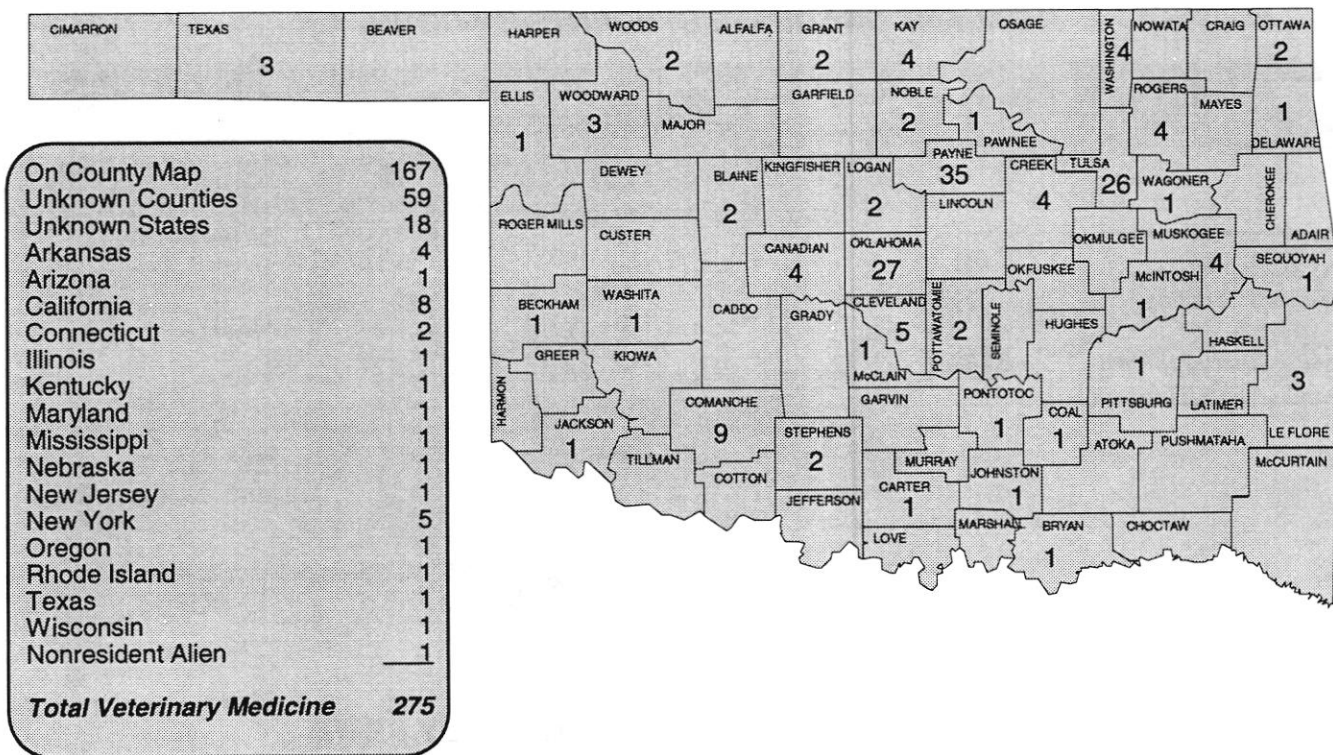 CIMARRON TEXAS BEAVER HARPER WOODS ALFALFA GRANT KAY OSAGE WASHINGTON NOWATA CRAIG OTTAWA
3 2 2 4 4 2
ELLIS WOODWARD MAJOR GARFIELD NOBLE PAWNEE ROGERS MAYES DELAWARE
1 3 2 1 4 1
DEWEY BLAINE KINGFISHER LOGAN PAYNE CREEK TULSA WAGONER CHEROKEE ADAIR
2 2 35 4 26 1
ROGER MILLS CUSTER CANADIAN OKLAHOMA LINCOLN OKFUSKEE OKMULGEE MUSKOGEE SEQUOYAH
4 27 4 1
BECKHAM WASHITA CADDO GRADY CLEVELAND POTTAWATOMIE SEMINOLE HUGHES McINTOSH HASKELL
1 1 5 2 1
GREER KIOWA McCLAIN PITTSBURG LATIMER LE FLORE
1 1 3
HARMON JACKSON COMANCHE STEPHENS GARVIN PONTOTOC COAL ATOKA PUSHMATAHA McCURTAIN
1 9 2 1 1
TILLMAN COTTON JEFFERSON MURRAY CARTER JOHNSTON
1 1
LOVE MARSHALL BRYAN CHOCTAW
1
On County Map 167
Unknown Counties 59
Unknown States 18
Arkansas 4
Arizona 1
California 8
Connecticut 2
Illinois 1
Kentucky 1
Maryland 1
Mississippi 1
Nebraska 1
New Jersey 1
New York 5
Oregon 1
Rhode Island 1
Texas 1
Wisconsin 1
Nonresident Alien 1
Total Veterinary Medicine 275